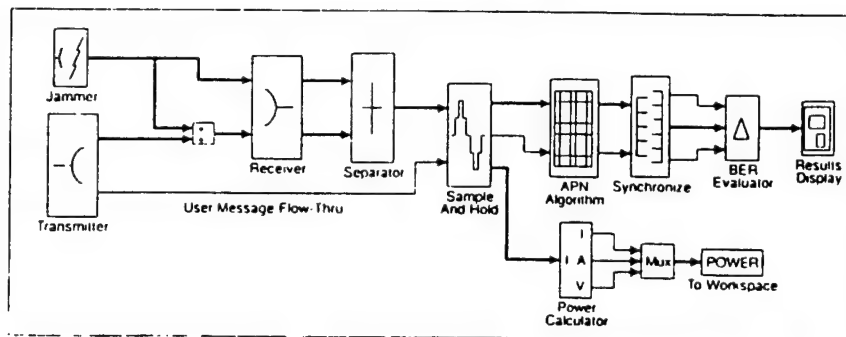 Jammer
Transmitter
User Message Flow-Thru
Receiver
Separator
Sample
And Hold
APN
Algorithm
Synchronize
BER
Evaluator
Results
Display
I
I A
V
Power
Calculator
Mux
POWER
To Workspace